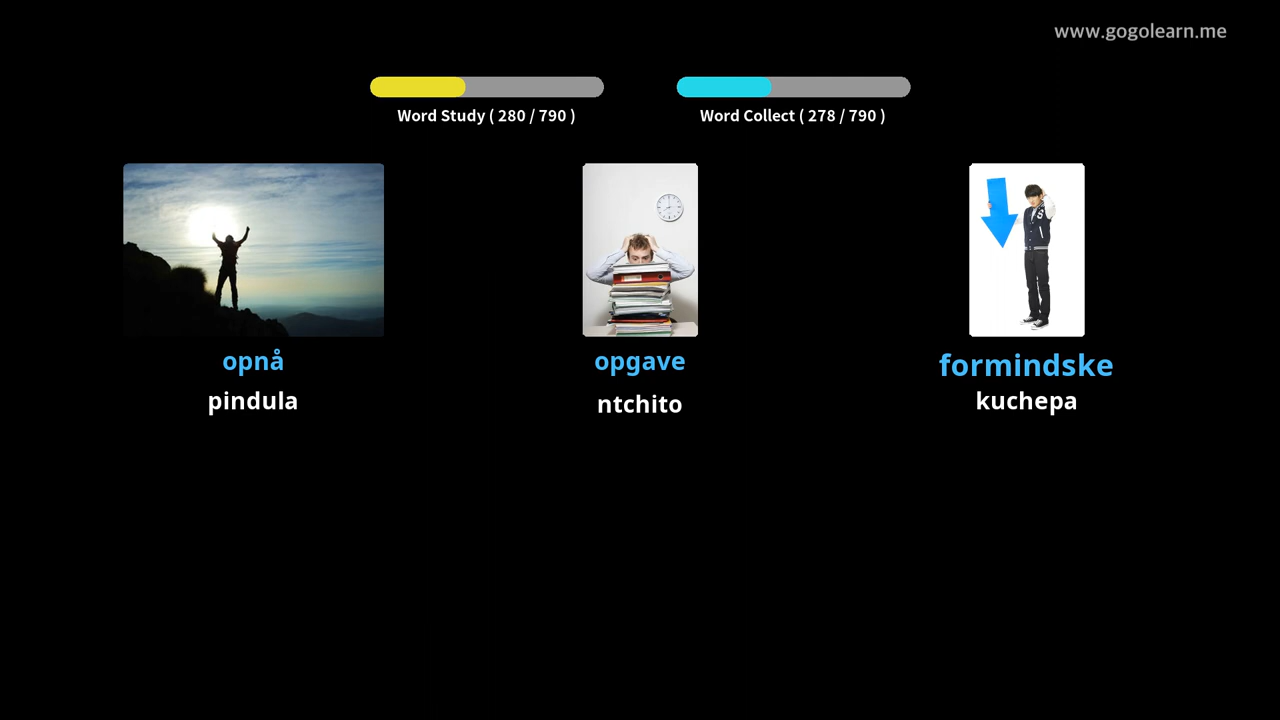 www.gogolearn.me
Word Study ( 280 / 790 )
Word Collect ( 278 / 790 )
opnå
pindula
opgave
ntchito
formindske
kuchepa